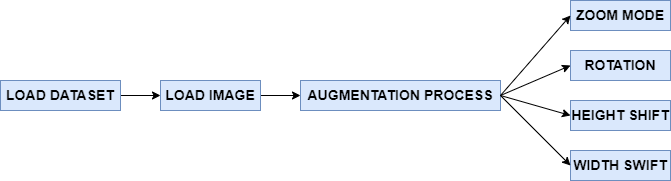 ZOOM MODE
ROTATION
LOAD DATASET
LOAD IMAGE
AUGMENTATION PROCESS
HEIGHT SHIFT
WIDTH SWIFT